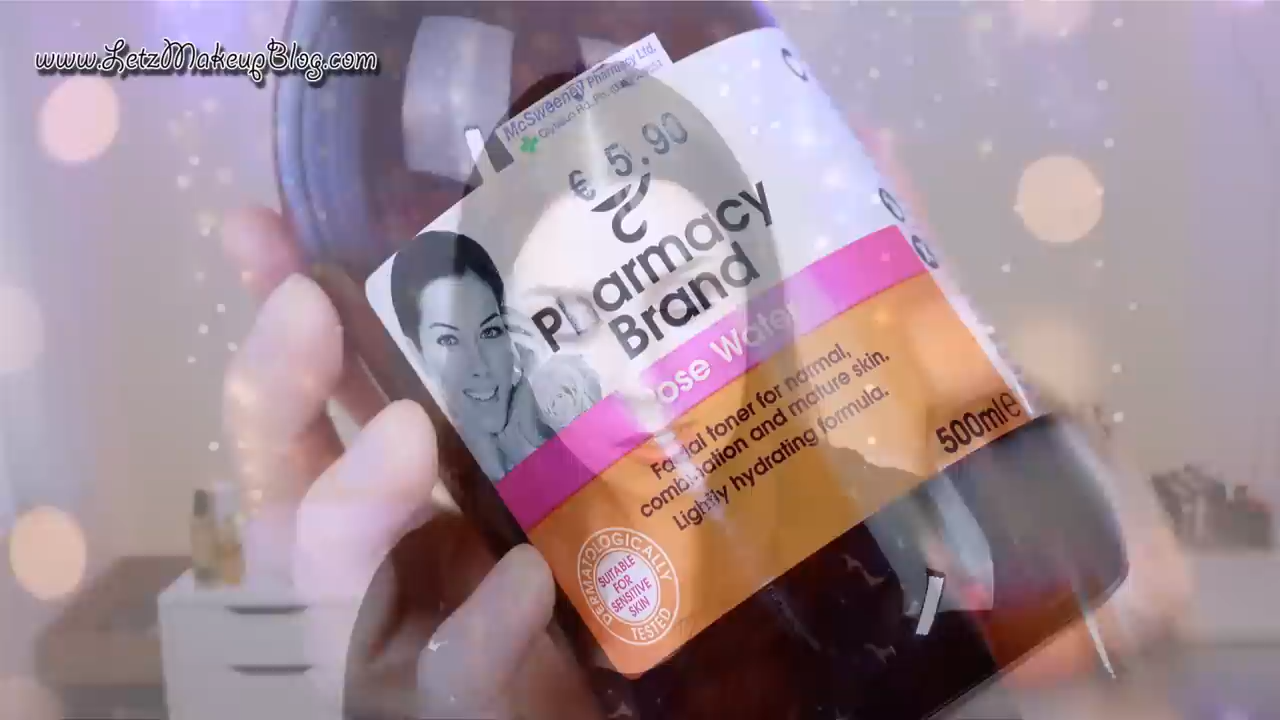 www.LetzMakeupBlog.com
McSweeney Pharmacy Ltd.
€ 5.90
Pharmacy
Brand
Rose Water
Facial toner for normal,
combination and mature skin.
Lightly hydrating formula.
500ml e
DERMATOLOGICALLY
SUITABLE
FOR
SENSITIVE
SKIN
TESTED